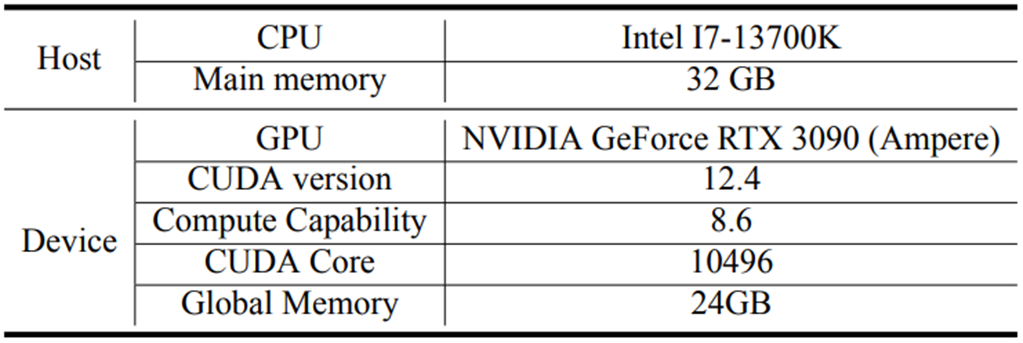 Host
CPU Intel I7-13700K
Main memory 32 GB
Device
GPU NVIDIA GeForce RTX 3090 (Ampere)
CUDA version 12.4
Compute Capability 8.6
CUDA Core 10496
Global Memory 24GB